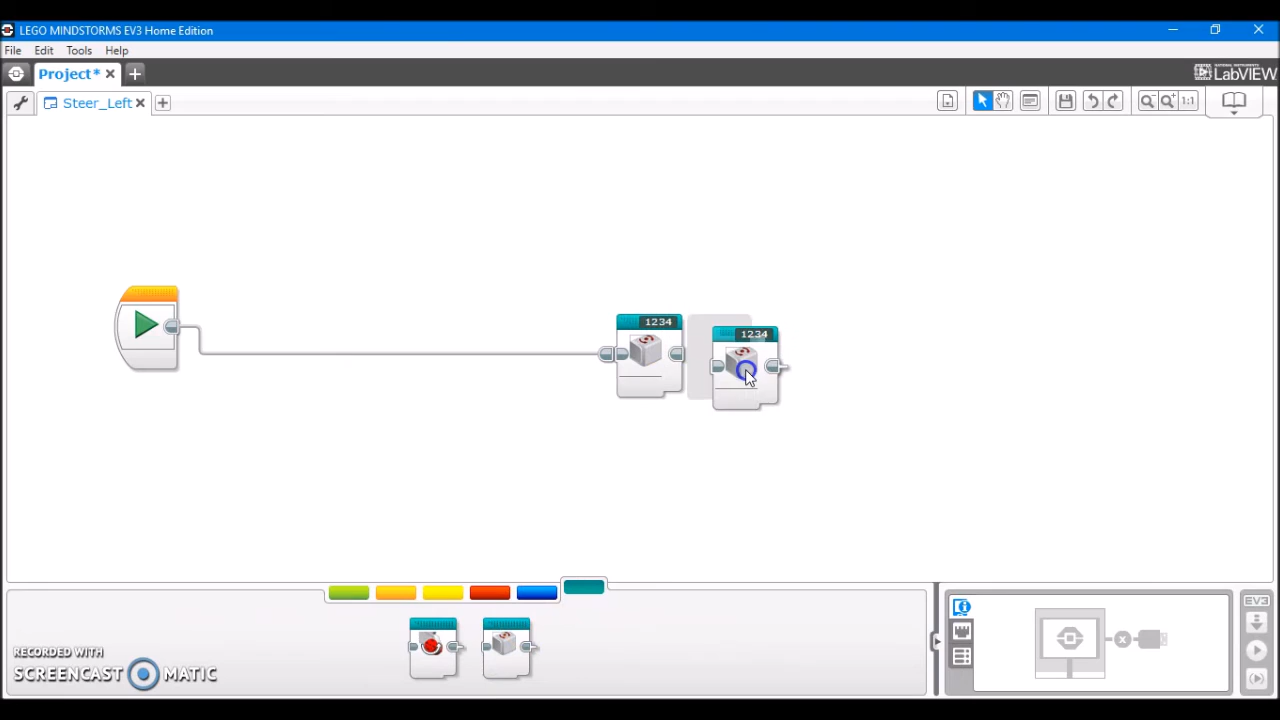 LEGO MINDSTORMS EV3 Home Edition
File Edit Tools Help
Project*
LabVIEW
Steer_Left
1:1
1234
1234
EV3
RECORDED WITH
SCREENCAST MATIC